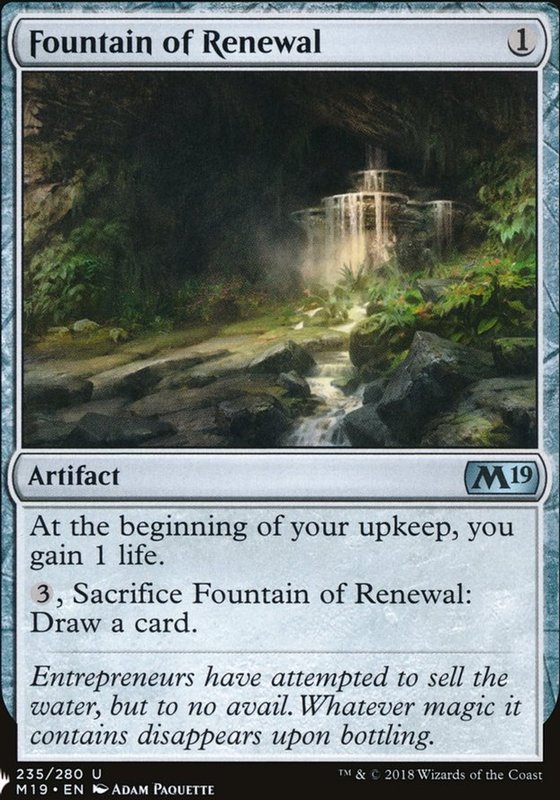 Fountain of Renewal 1
Artifact M19
At the beginning of your upkeep, you
gain 1 life.
3, Sacrifice Fountain of Renewal:
Draw a card.
Entrepreneurs have attempted to sell the
water, but to no avail. Whatever magic it
contains disappears upon bottling.
235/280 U
M19 • EN Adam Paquette
™ & © 2018 Wizards of the Coast